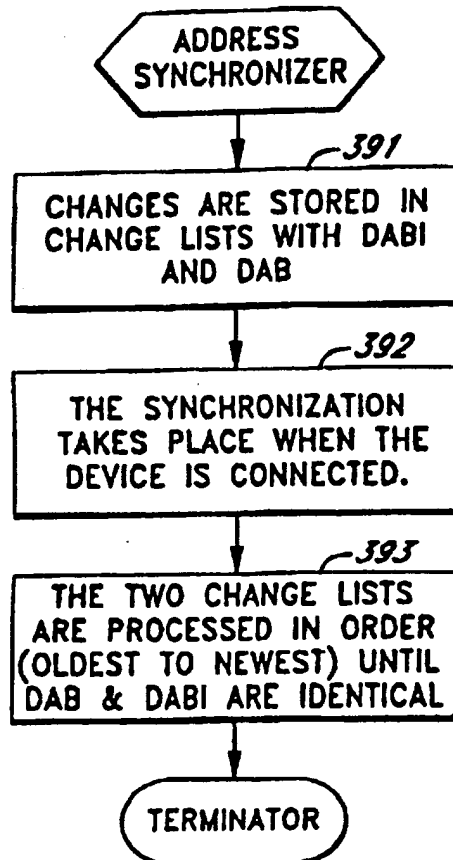 ADDRESS
SYNCHRONIZER
391
CHANGES ARE STORED IN
CHANGE LISTS WITH DABI
AND DAB
392
THE SYNCHRONIZATION
TAKES PLACE WHEN THE
DEVICE IS CONNECTED.
393
THE TWO CHANGE LISTS
ARE PROCESSED IN ORDER
(OLDEST TO NEWEST) UNTIL
DAB & DABI ARE IDENTICAL
TERMINATOR